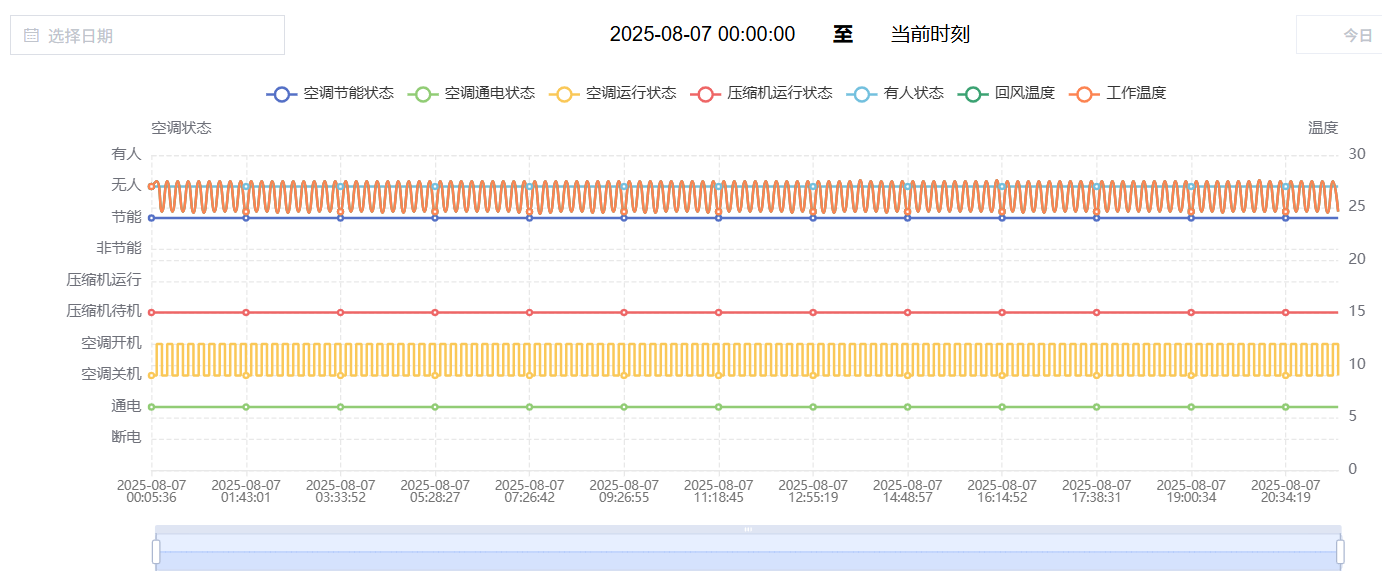 选择日期
2025-08-07 00:00:00 至 当前时刻
今日
空调节能状态 空调通电状态 空调运行状态 压缩机运行状态 有人状态 回风温度 工作温度
空调状态 温度
有人 30
无人
节能 25
非节能
20
压缩机运行
压缩机待机 15
空调开机
空调关机 10
通电
5
断电
0
2025-08-07 2025-08-07 2025-08-07 2025-08-07 2025-08-07 2025-08-07 2025-08-07 2025-08-07 2025-08-07 2025-08-07 2025-08-07 2025-08-07 2025-08-07
00:05:36 01:43:01 03:33:52 05:28:27 07:26:42 09:26:55 11:18:45 12:55:19 14:48:57 16:14:52 17:38:31 19:00:34 20:34:19